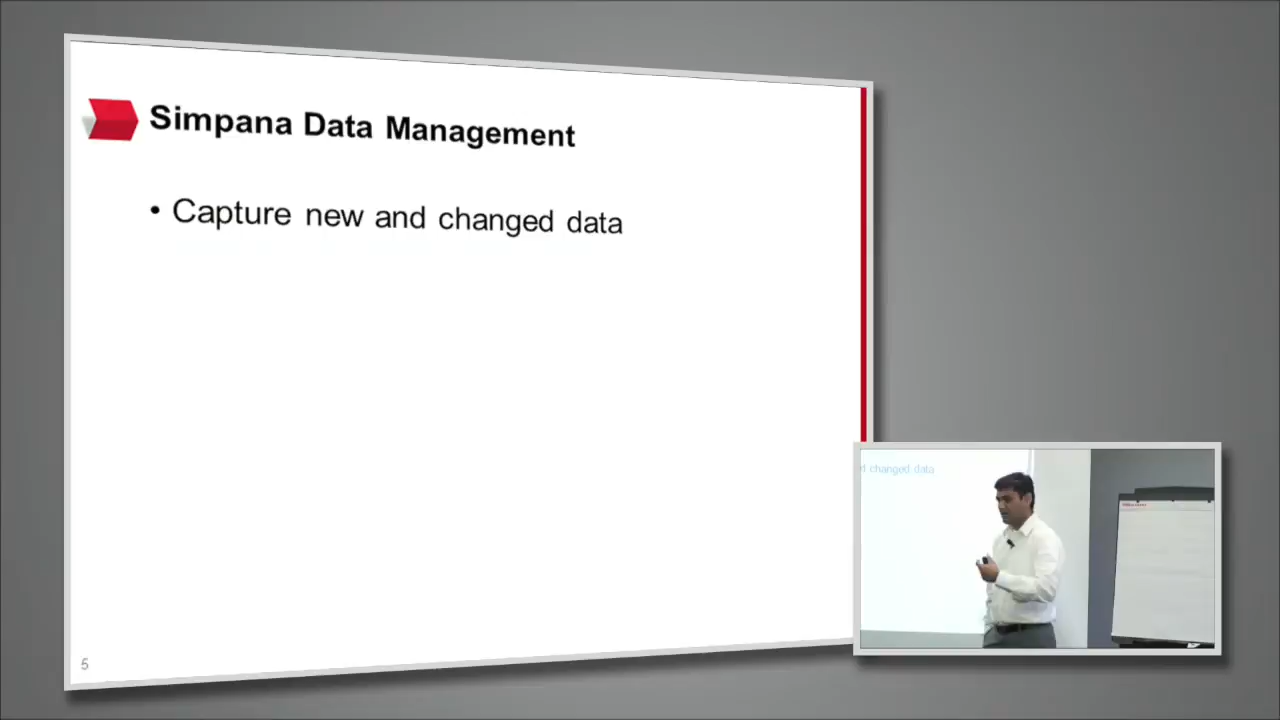 Simpana Data Management
• Capture new and changed data
5
d changed data